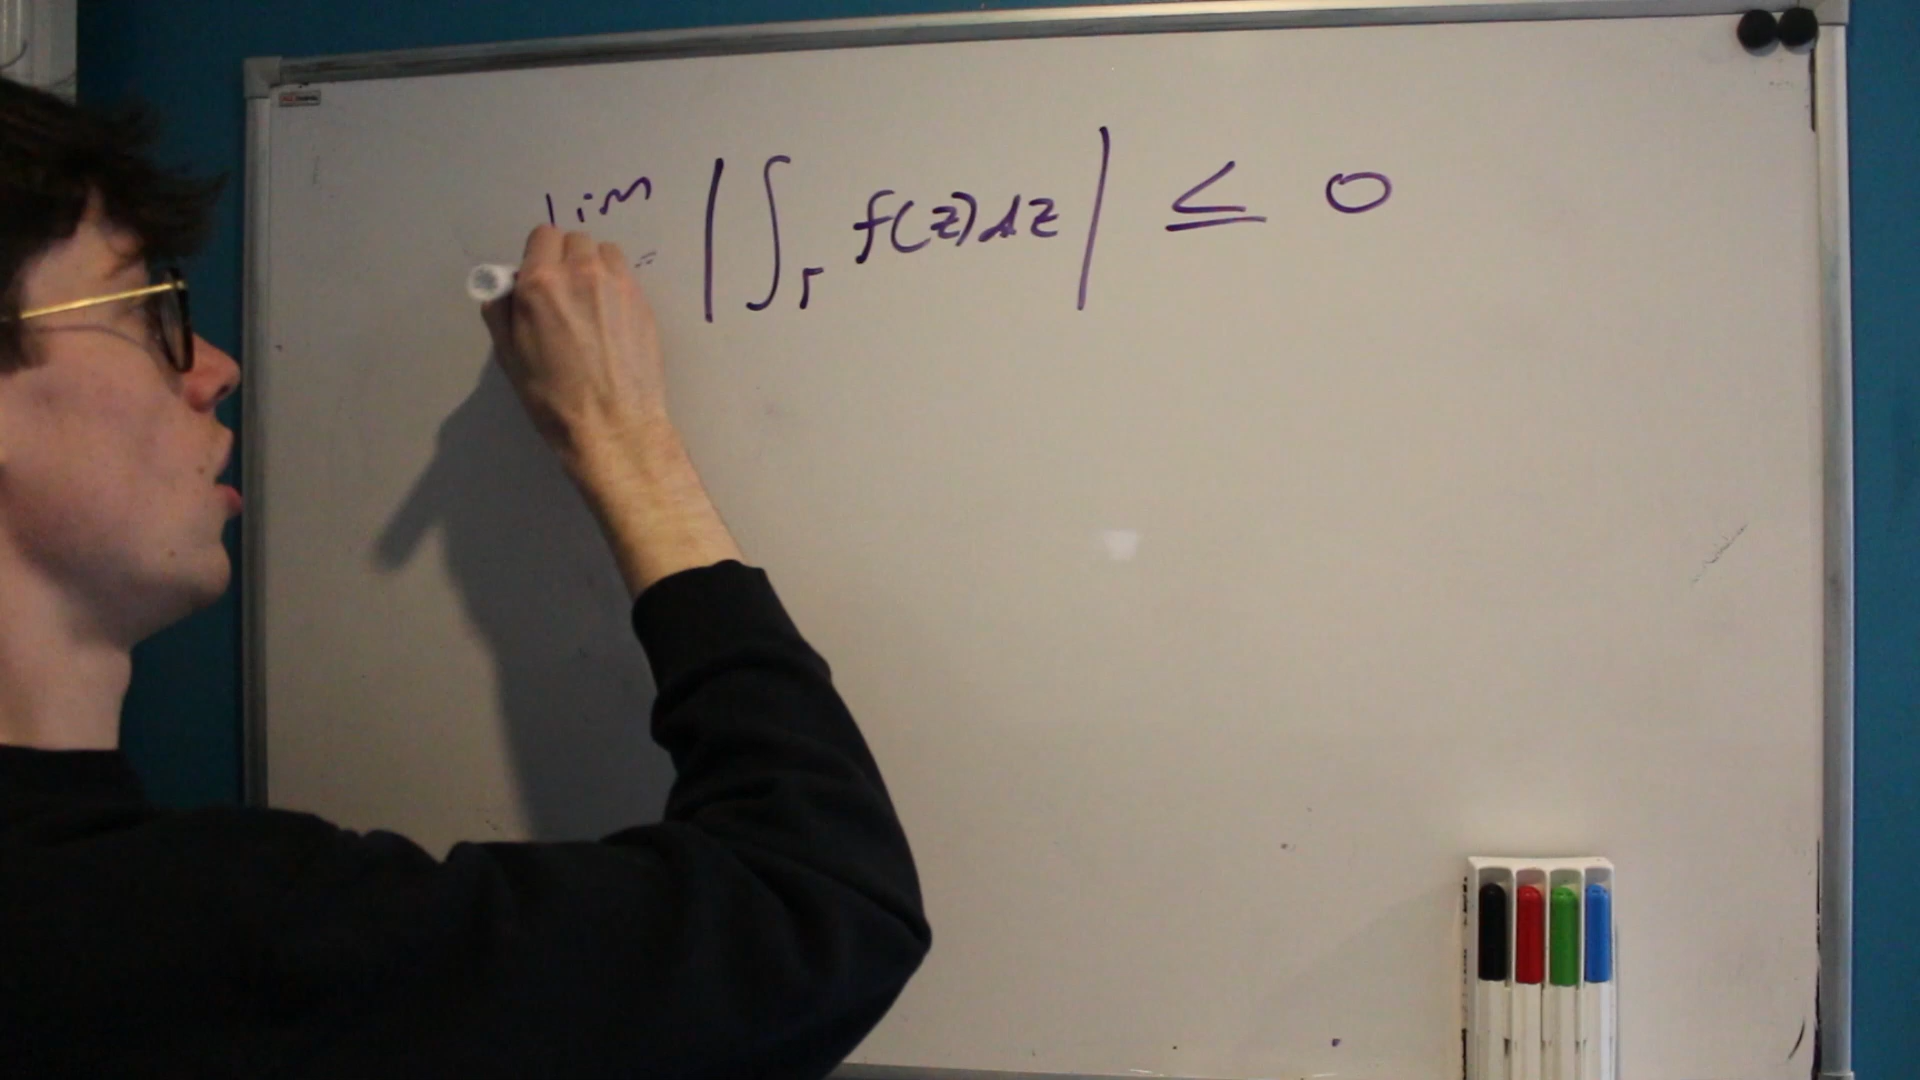 lim | ∫_Γ f(z)dz | ≤ 0